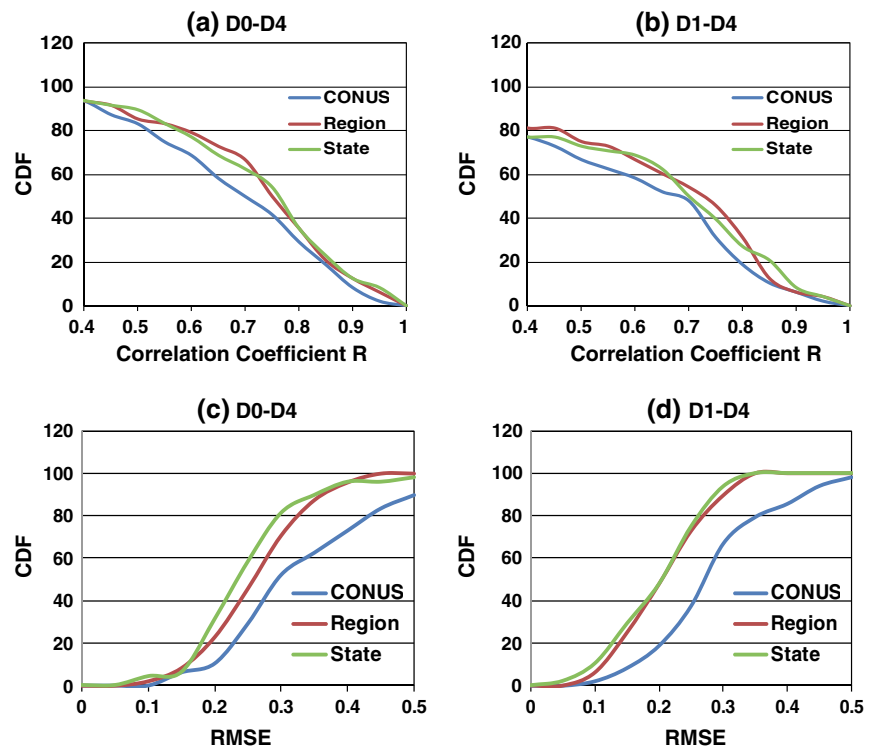 (a) D0-D4
CDF
120
100
80
60
40
20
0
0.4 0.5 0.6 0.7 0.8 0.9 1
Correlation Coefficient R
CONUS
Region
State
(b) D1-D4
CDF
120
100
80
60
40
20
0
0.4 0.5 0.6 0.7 0.8 0.9 1
Correlation Coefficient R
CONUS
Region
State
(c) D0-D4
CDF
120
100
80
60
40
20
0
0 0.1 0.2 0.3 0.4 0.5
RMSE
CONUS
Region
State
(d) D1-D4
CDF
120
100
80
60
40
20
0
0 0.1 0.2 0.3 0.4 0.5
RMSE
CONUS
Region
State